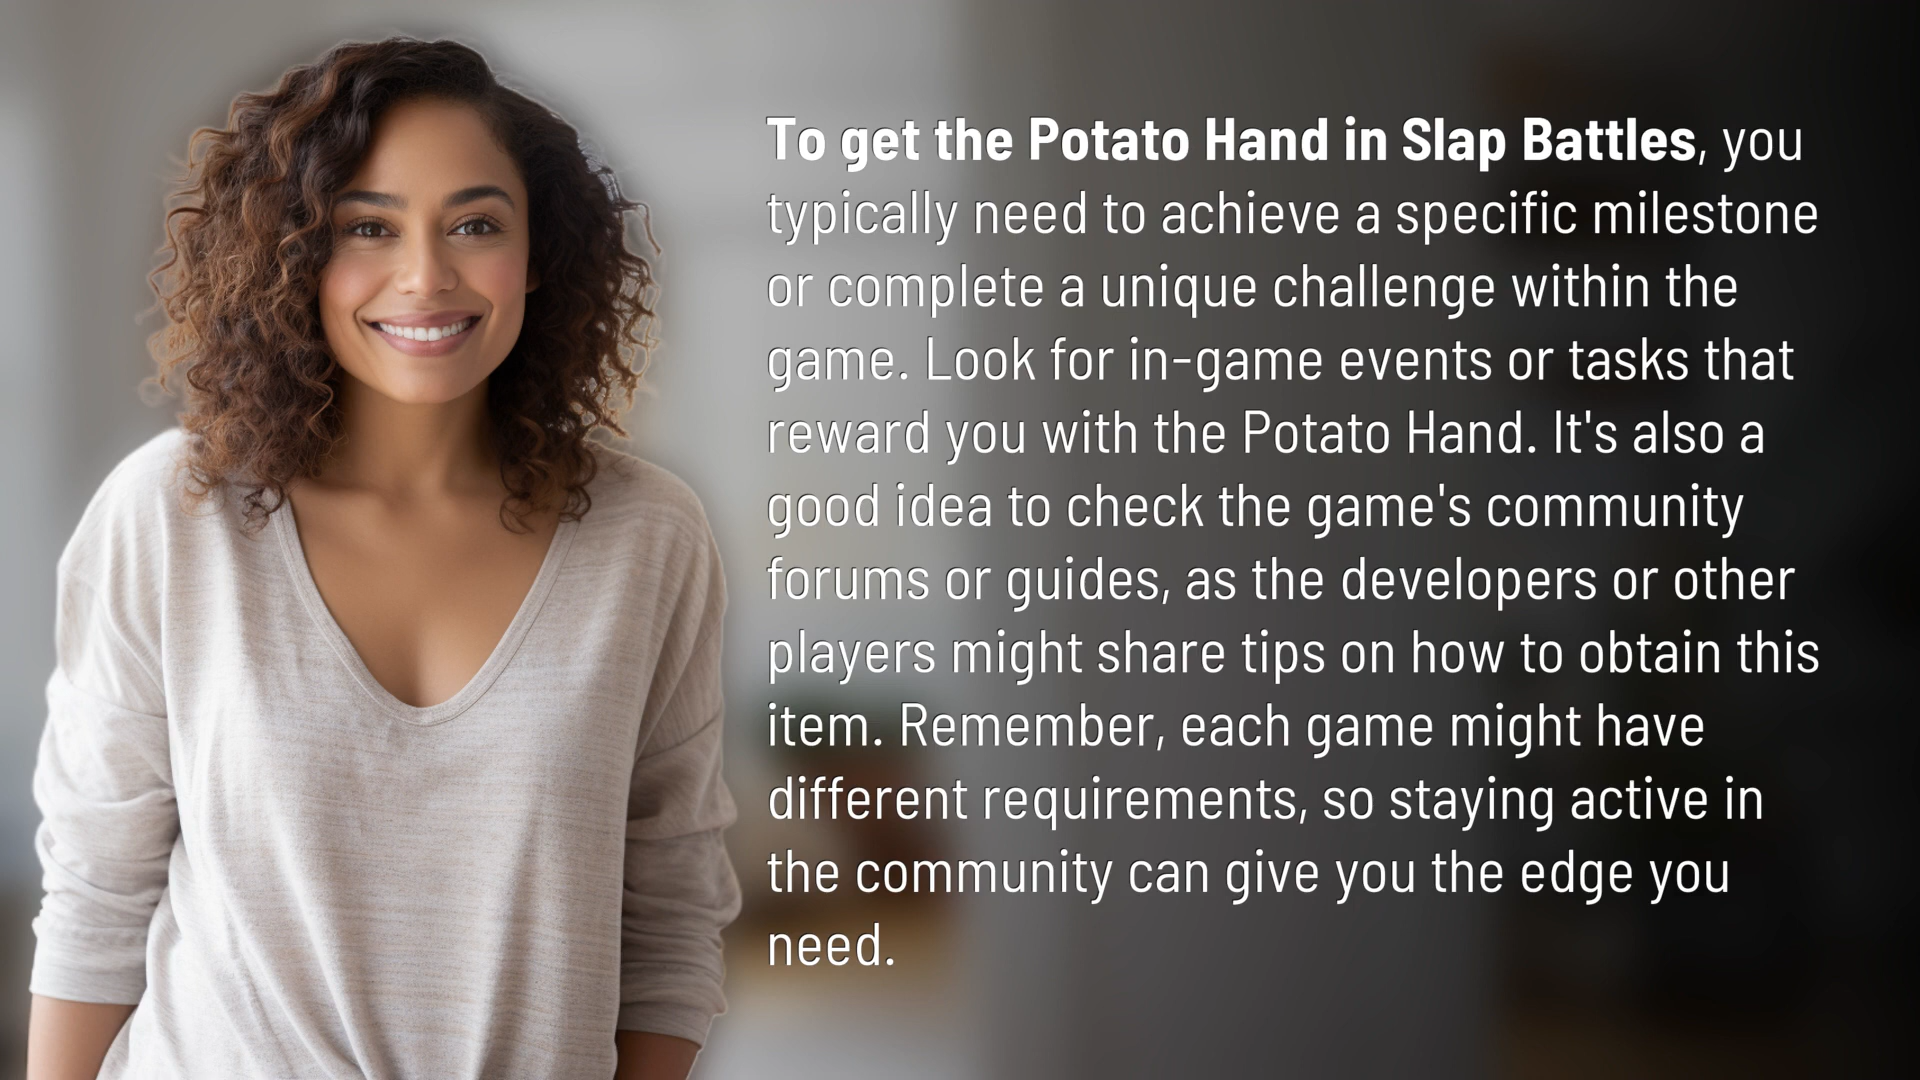 To get the Potato Hand in Slap Battles, you
typically need to achieve a specific milestone
or complete a unique challenge within the
game. Look for in-game events or tasks that
reward you with the Potato Hand. It's also a
good idea to check the game's community
forums or guides, as the developers or other
players might share tips on how to obtain this
item. Remember, each game might have
different requirements, so staying active in
the community can give you the edge you
need.